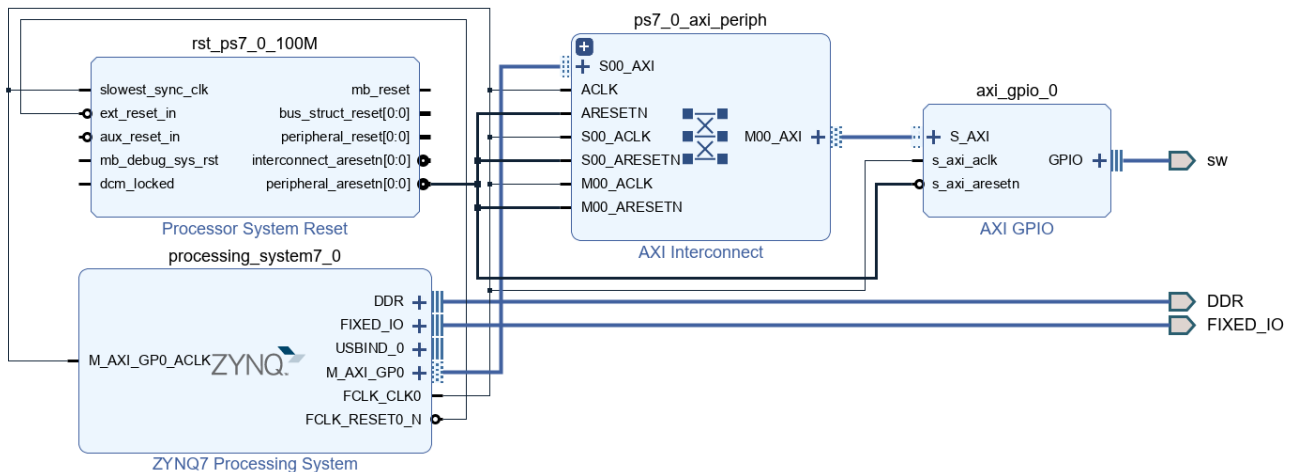 rst_ps7_0_100M
slowest_sync_clk
ext_reset_in
aux_reset_in
mb_debug_sys_rst
dcm_locked
mb_reset
bus_struct_reset[0:0]
peripheral_reset[0:0]
interconnect_aresetn[0:0]
peripheral_aresetn[0:0]
Processor System Reset
ps7_0_axi_periph
S00_AXI
ACLK
ARESETN
S00_ACLK
S00_ARESETN
M00_ACLK
M00_ARESETN
M00_AXI
AXI Interconnect
axi_gpio_0
S_AXI
s_axi_aclk
s_axi_aresetn
GPIO
AXI GPIO
sw
processing_system7_0
M_AXI_GP0_ACLK
ZYNQ
DDR
FIXED_IO
USBIND_0
M_AXI_GP0
FCLK_CLK0
FCLK_RESET0_N
ZYNQ7 Processing System
DDR
FIXED_IO